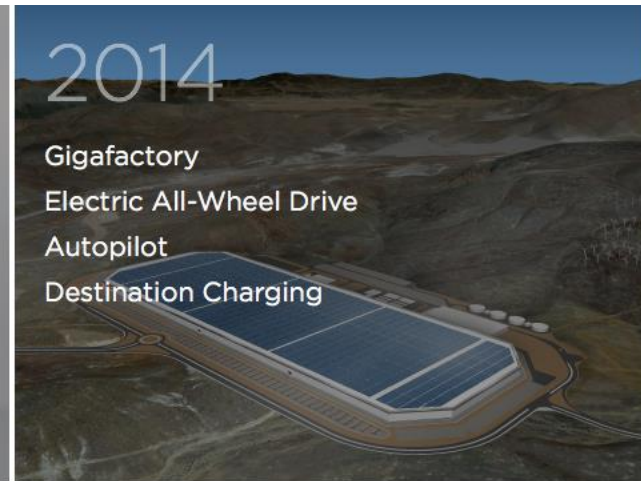 2014
Gigafactory
Electric All-Wheel Drive
Autopilot
Destination Charging